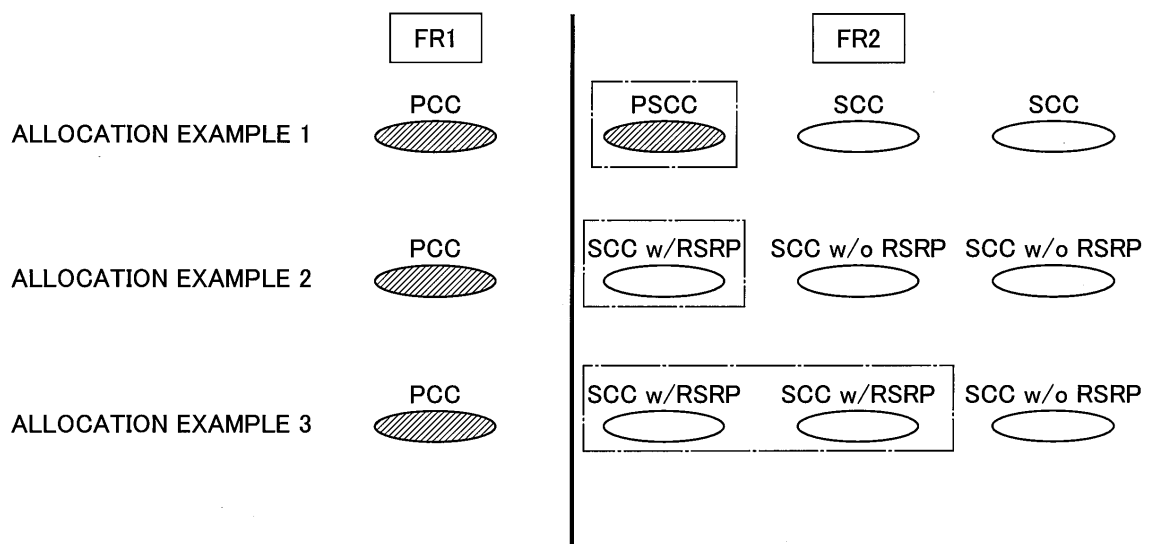 FR1 FR2
PCC PSCC SCC SCC
ALLOCATION EXAMPLE 1
PCC SCC w/RSRP SCC w/o RSRP SCC w/o RSRP
ALLOCATION EXAMPLE 2
PCC SCC w/RSRP SCC w/RSRP SCC w/o RSRP
ALLOCATION EXAMPLE 3